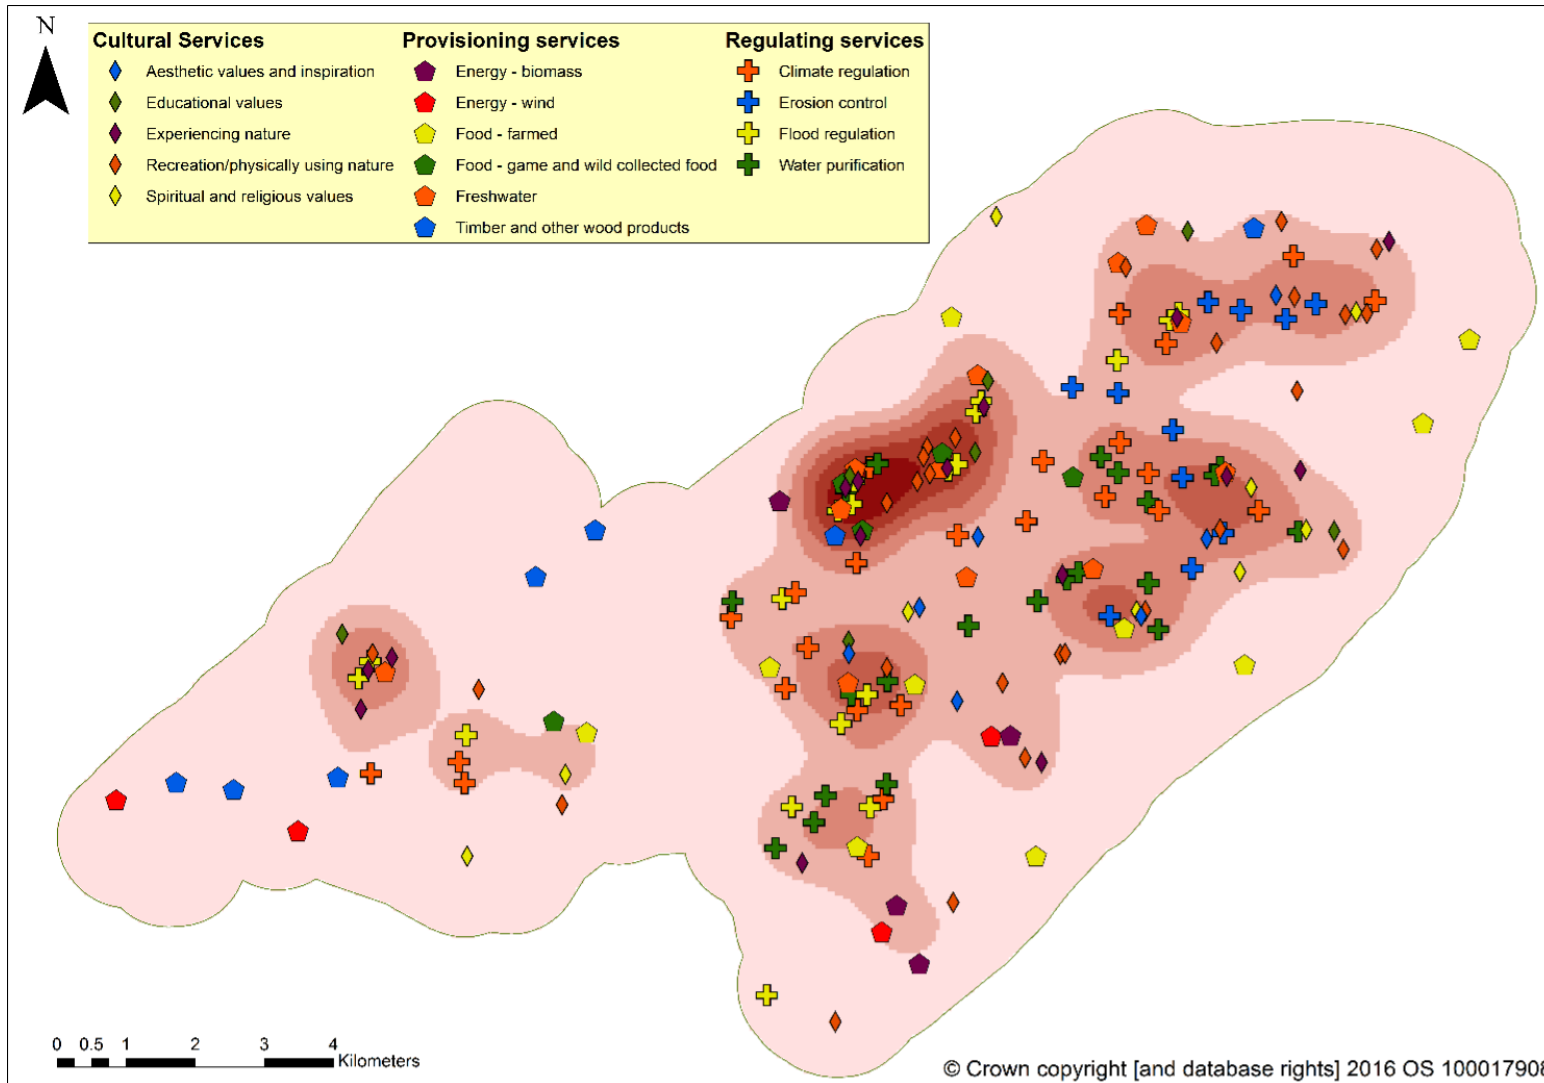 N
Cultural Services
Aesthetic values and inspiration
Educational values
Experiencing nature
Recreation/physically using nature
Spiritual and religious values
Provisioning services
Energy - biomass
Energy - wind
Food - farmed
Food - game and wild collected food
Freshwater
Timber and other wood products
Regulating services
Climate regulation
Erosion control
Flood regulation
Water purification
0 0.5 1 2 3 4
Kilometers
© Crown copyright [and database rights] 2016 OS 100017908